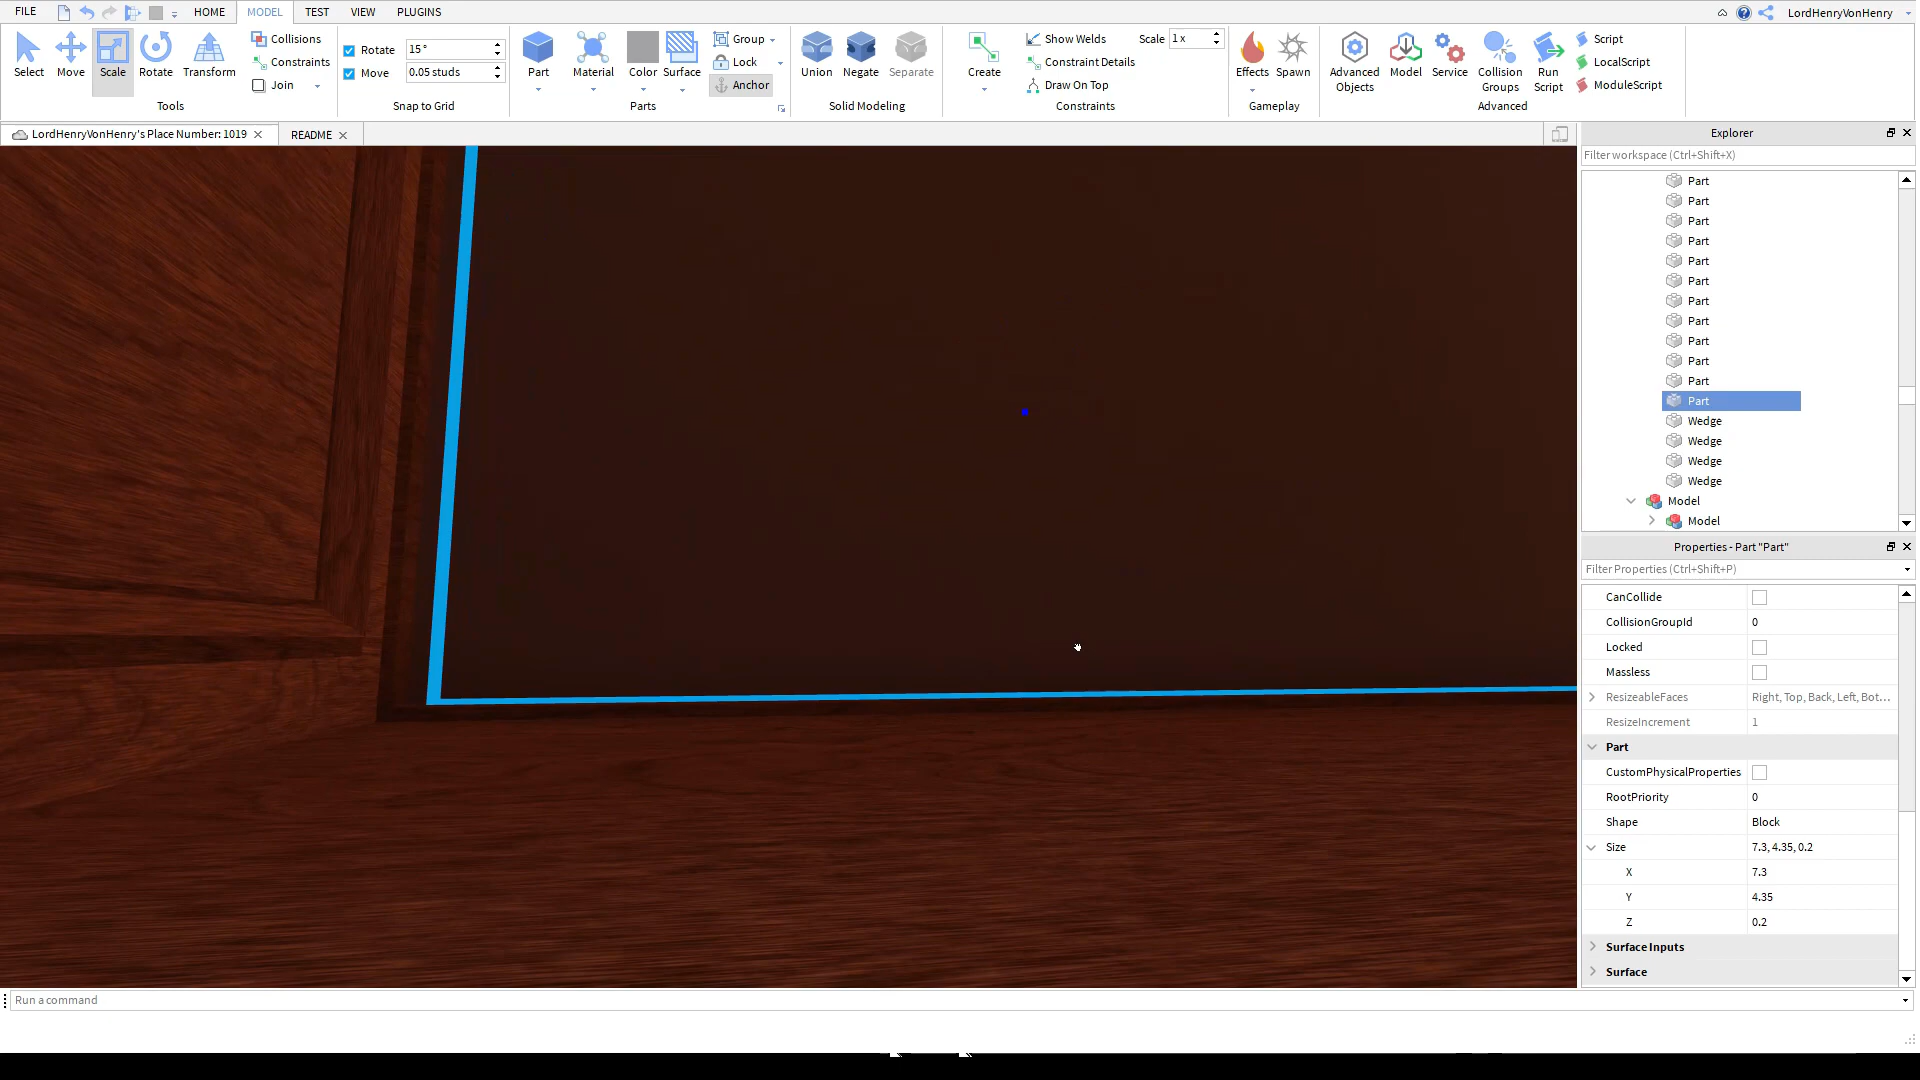 FILE HOME MODEL TEST VIEW PLUGINS LordHenryVonHenry
Select Move Scale Rotate Transform
Collisions
Constraints
Join
Tools
Rotate 15°
Move 0.05 studs
Snap to Grid
Part Material Color Surface
Group
Lock
Anchor
Parts
Union Negate Separate
Solid Modeling
Create
Show Welds Scale 1 x
Constraint Details
Draw On Top
Constraints
Effects Spawn
Gameplay
Advanced Objects Model Service Collision Groups Run Script
Script
LocalScript
ModuleScript
Advanced
LordHenryVonHenry's Place Number: 1019 README
Explorer
Filter workspace (Ctrl+Shift+X)
Part
Part
Part
Part
Part
Part
Part
Part
Part
Part
Part
Part
Wedge
Wedge
Wedge
Wedge
Model
Model
Properties - Part "Part"
Filter Properties (Ctrl+Shift+P)
CanCollide
CollisionGroupId 0
Locked
Massless
ResizeableFaces Right, Top, Back, Left, Bot...
ResizeIncrement 1
Part
CustomPhysicalProperties
RootPriority 0
Shape Block
Size 7.3, 4.35, 0.2
X 7.3
Y 4.35
Z 0.2
Surface Inputs
Surface
Run a command